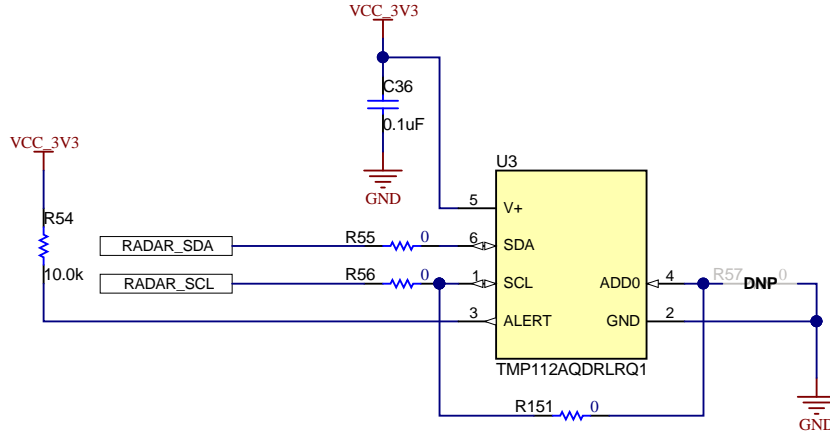 VCC_3V3
C36
0.1uF
GND
VCC_3V3
R54
10.0k
RADAR_SDA
R55 0
RADAR_SCL
R56 0
U3
5 V+
6 SDA
1 SCL
3 ALERT
ADD0 4
GND 2
TMP112AQDRLRQ1
R57 DNP 0
R151 0
GND